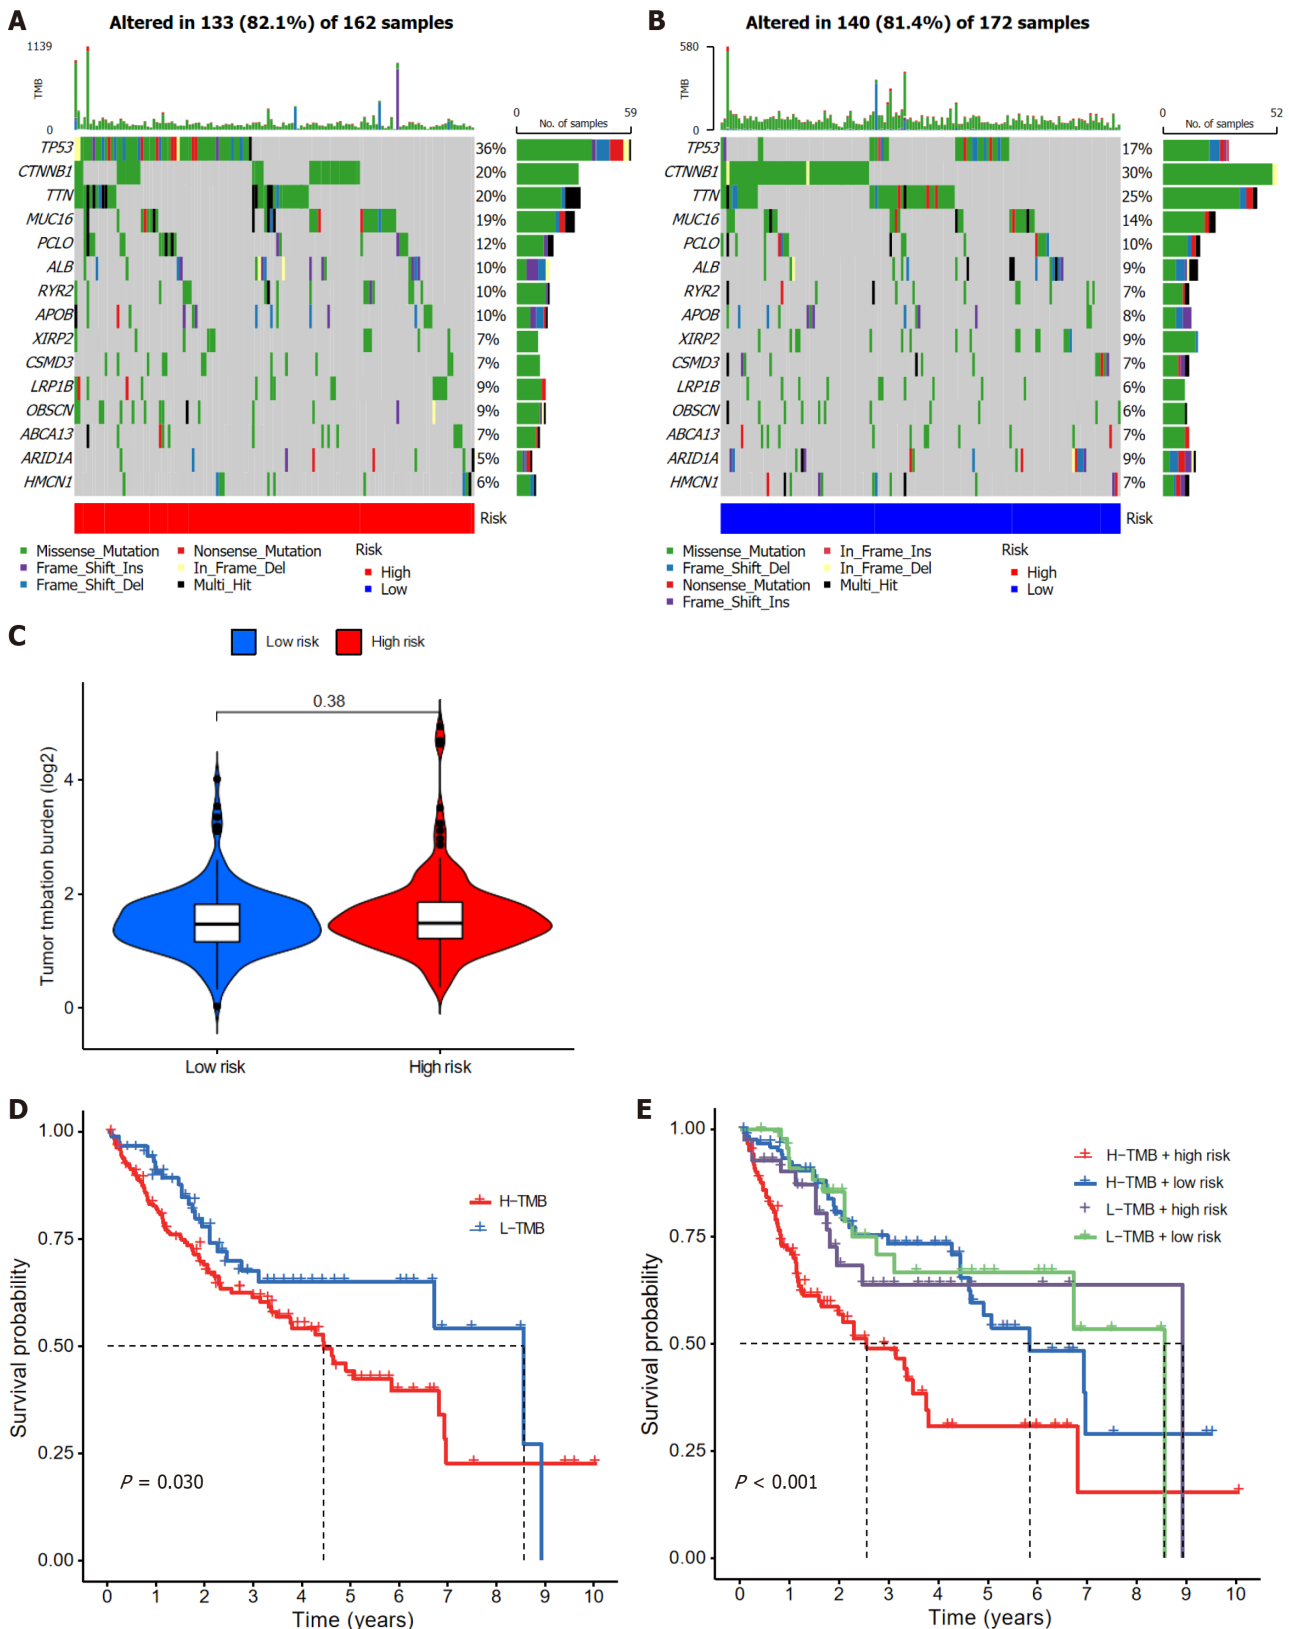 A
Altered in 133 (82.1%) of 162 samples
1139
TMB
0
0 59
No. of samples
TP53 36%
CTNNB1 20%
TTN 20%
MUC16 19%
PCLO 12%
ALB 10%
RYR2 10%
APOB 10%
XIRP2 7%
CSMD3 7%
LRP1B 9%
OBSCN 9%
ABCA13 7%
ARID1A 5%
HMCN1 6%
Risk
Missense_Mutation Nonsense_Mutation Risk
Frame_Shift_Ins In_Frame_Del High
Frame_Shift_Del Multi_Hit Low
B
Altered in 140 (81.4%) of 172 samples
580
TMB
0
0 52
No. of samples
TP53 17%
CTNNB1 30%
TTN 25%
MUC16 14%
PCLO 10%
ALB 9%
RYR2 7%
APOB 8%
XIRP2 9%
CSMD3 7%
LRP1B 6%
OBSCN 6%
ABCA13 7%
ARID1A 9%
HMCN1 7%
Risk
Missense_Mutation In_Frame_Ins Risk
Frame_Shift_Del In_Frame_Del High
Nonsense_Mutation Multi_Hit Low
Frame_Shift_Ins
C
Low risk High risk
0.38
Tumor tmbation burden (log2)
4
2
0
Low risk High risk
D
1.00
0.75
0.50
0.25
0.00
Survival probability
H−TMB
L−TMB
P = 0.030
0 1 2 3 4 5 6 7 8 9 10
Time (years)
E
1.00
0.75
0.50
0.25
0.00
Survival probability
H−TMB + high risk
H−TMB + low risk
L−TMB + high risk
L−TMB + low risk
P < 0.001
0 1 2 3 4 5 6 7 8 9 10
Time (years)